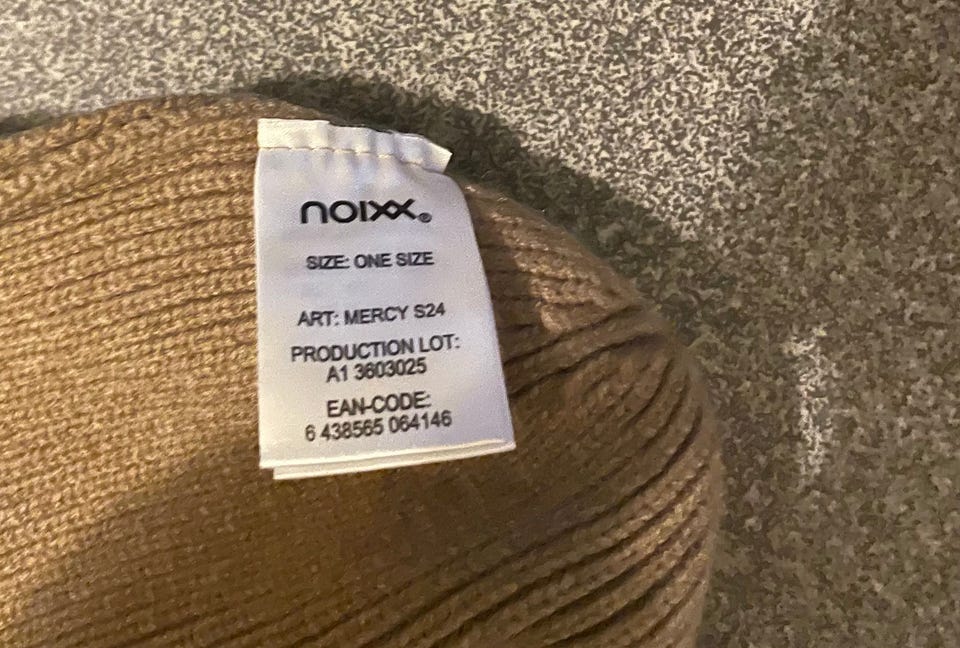 noixx®
SIZE: ONE SIZE
ART: MERCY S24
PRODUCTION LOT:
A1 3603025
EAN-CODE:
6 438565 064146